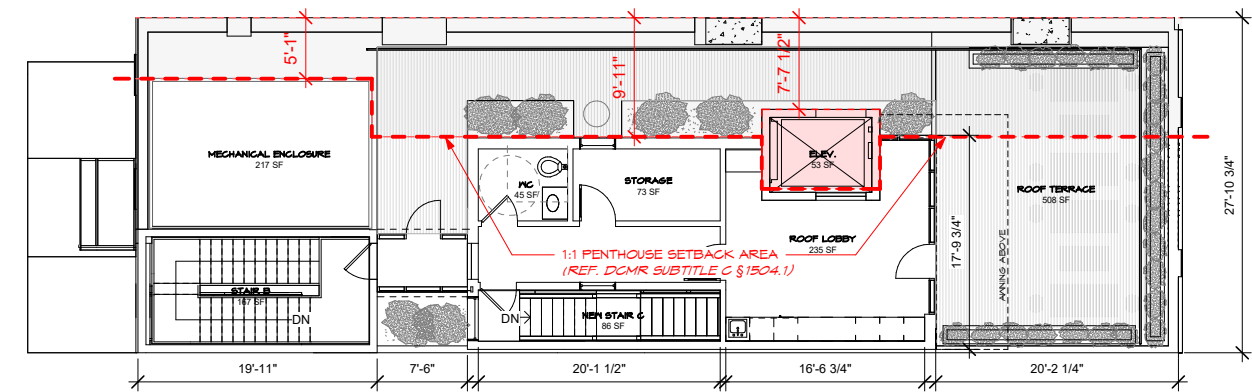 5'-1"
9'-11"
7'-7 1/2"
MECHANICAL ENCLOSURE
217 SF
WC
45 SF
STORAGE
73 SF
ELEV.
53 SF
ROOF TERRACE
508 SF
27'-10 3/4"
17'-9 3/4"
AWNING ABOVE
ROOF LOBBY
235 SF
1:1 PENTHOUSE SETBACK AREA
(REF. DCMR SUBTITLE C §1504.1)
STAIR B
167 SF
DN
DN
NEW STAIR C
86 SF
19'-11"
7'-6"
20'-1 1/2"
16'-6 3/4"
20'-2 1/4"